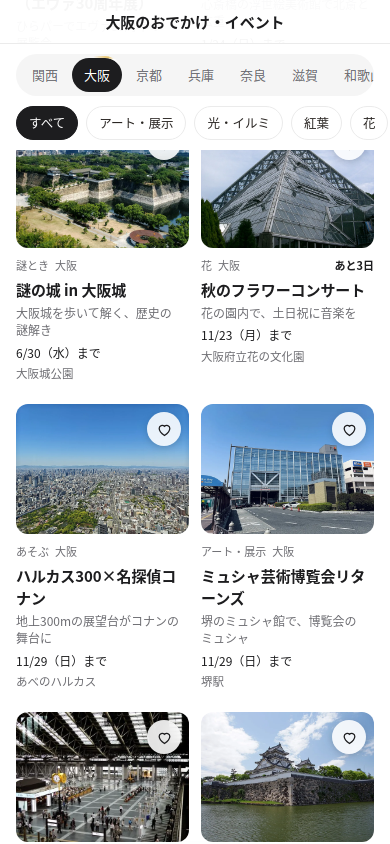 大阪のおでかけ・イベント
関西 大阪 京都 兵庫 奈良 滋賀
すべて アート・展示 光・イルミ 紅葉 花
謎とき 大阪
謎の城 in 大阪城
大阪城を歩いて解く、歴史の
謎解き
6/30（水）まで
大阪城公園
花 大阪 あと3日
秋のフラワーコンサート
花の園内で、土日祝に音楽を
11/23（月）まで
大阪府立花の文化園
あそぶ 大阪
ハルカス300×名探偵コ
ナン
地上300mの展望台がコナンの
舞台に
11/29（日）まで
あべのハルカス
アート・展示 大阪
ミュシャ芸術博覧会リタ
ーンズ
堺のミュシャ館で、博覧会の
ミュシャ
11/29（日）まで
堺駅